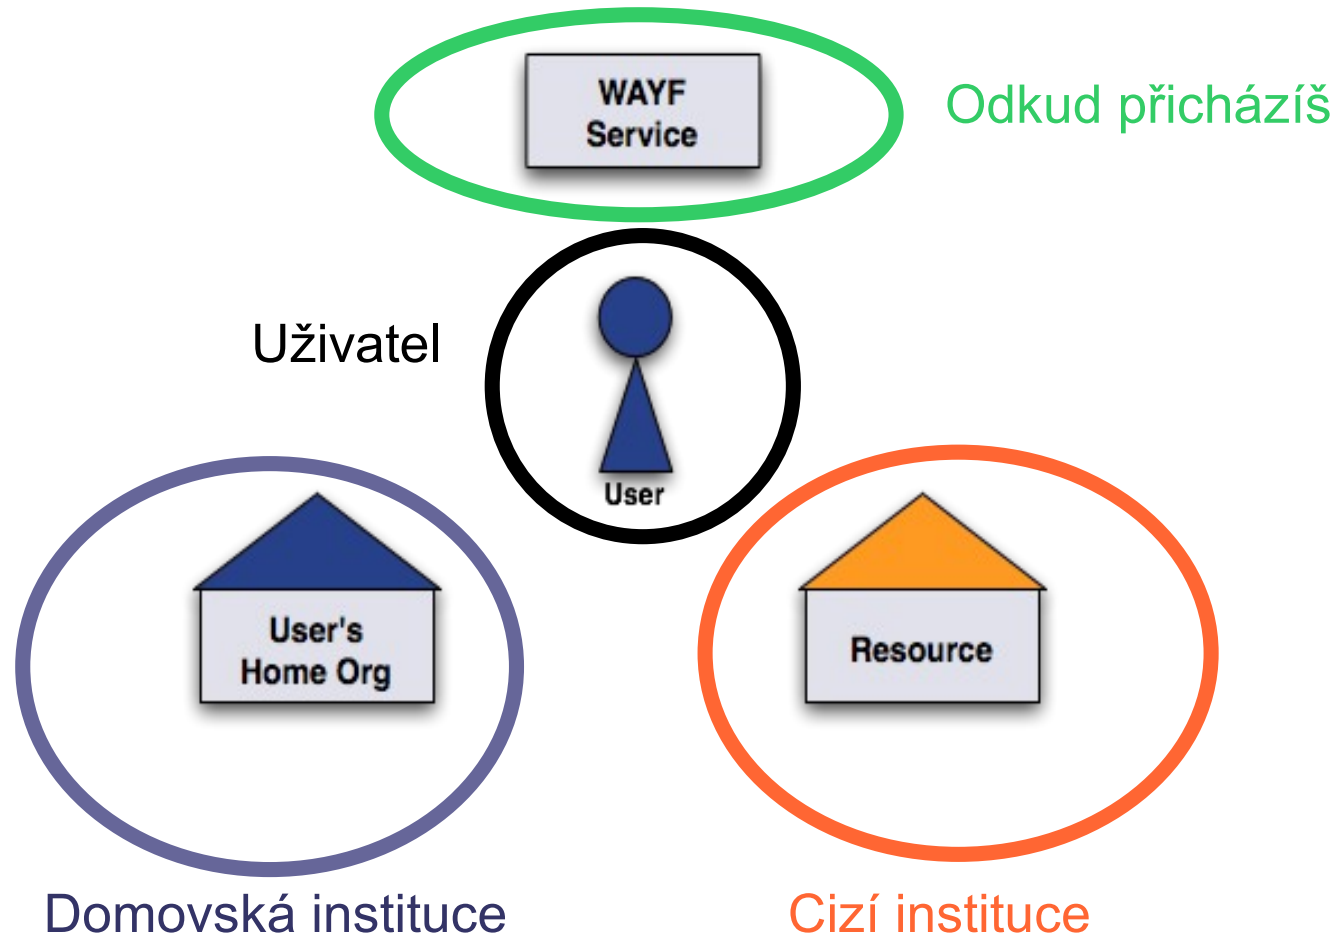 WAYF
Service
Odkud přicházíš
Uživatel
User
User's
Home Org
Resource
Domovská instituce
Cizí instituce